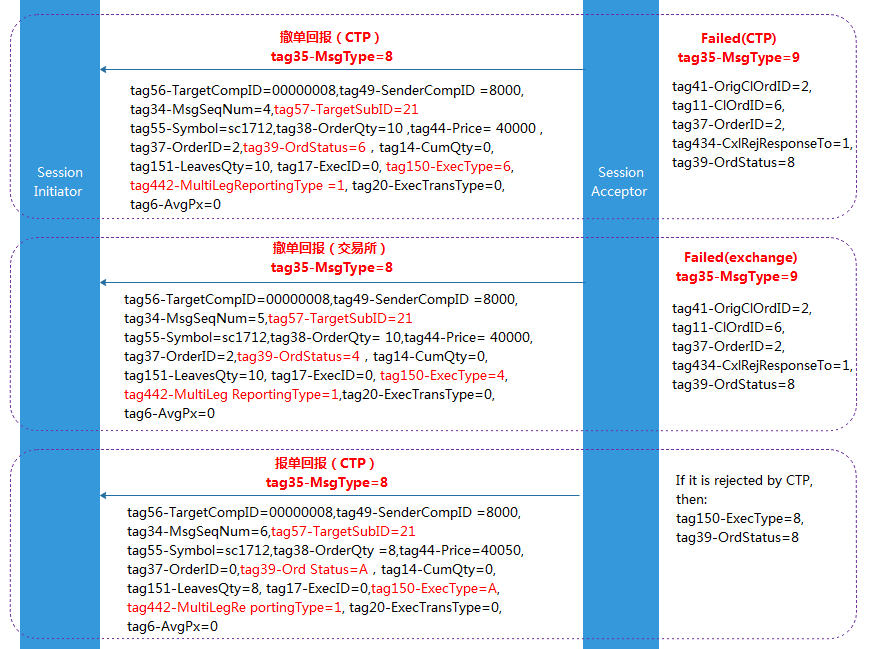 撤单回报（CTP）
tag35-MsgType=8
tag56-TargetCompID=00000008,tag49-SenderCompID =8000,
tag34-MsgSeqNum=4,tag57-TargetSubID=21
tag55-Symbol=sc1712,tag38-OrderQty=10 ,tag44-Price= 40000 ,
tag37-OrderID=2,tag39-OrdStatus=6，tag14-CumQty=0,
tag151-LeavesQty=10, tag17-ExecID=0, tag150-ExecType=6,
tag442-MultiLegReportingType =1, tag20-ExecTransType=0,
tag6-AvgPx=0
Session
Initiator
Session
Acceptor
Failed(CTP)
tag35-MsgType=9
tag41-OrigClOrdID=2,
tag11-ClOrdID=6,
tag37-OrderID=2,
tag434-CxlRejResponseTo=1,
tag39-OrdStatus=8
撤单回报（交易所）
tag35-MsgType=8
tag56-TargetCompID=00000008,tag49-SenderCompID =8000,
tag34-MsgSeqNum=5,tag57-TargetSubID=21
tag55-Symbol=sc1712,tag38-OrderQty= 10,tag44-Price= 40000,
tag37-OrderID=2,tag39-OrdStatus=4，tag14-CumQty=0,
tag151-LeavesQty=10, tag17-ExecID=0, tag150-ExecType=4,
tag442-MultiLeg ReportingType=1,tag20-ExecTransType=0,
tag6-AvgPx=0
Failed(exchange)
tag35-MsgType=9
tag41-OrigClOrdID=2,
tag11-ClOrdID=6,
tag37-OrderID=2,
tag434-CxlRejResponseTo=1,
tag39-OrdStatus=8
报单回报（CTP）
tag35-MsgType=8
tag56-TargetCompID=00000008,tag49-SenderCompID =8000,
tag34-MsgSeqNum=6,tag57-TargetSubID=21
tag55-Symbol=sc1712,tag38-OrderQty =8,tag44-Price=40050,
tag37-OrderID=0,tag39-Ord Status=A，tag14-CumQty=0,
tag151-LeavesQty=8, tag17-ExecID=0,tag150-ExecType=A,
tag442-MultiLegRe portingType=1, tag20-ExecTransType=0,
tag6-AvgPx=0
If it is rejected by CTP,
then:
tag150-ExecType=8,
tag39-OrdStatus=8